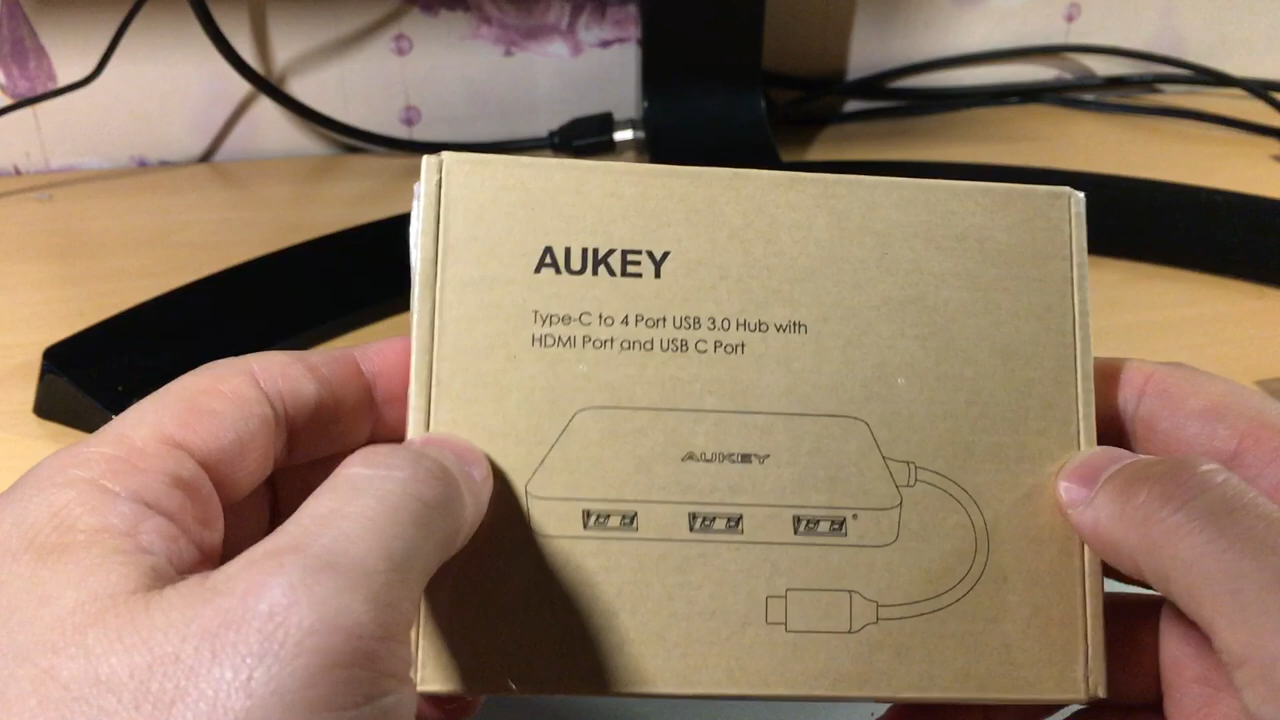 AUKEY
Type-C to 4 Port USB 3.0 Hub with
HDMI Port and USB C Port
AUKEY